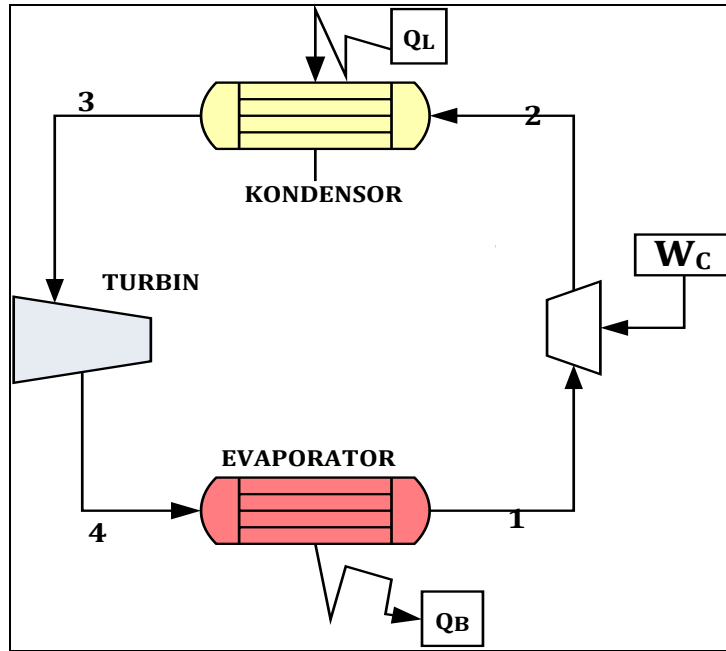 QL
3
2
KONDENSOR
WC
TURBIN
EVAPORATOR
4
1
QB